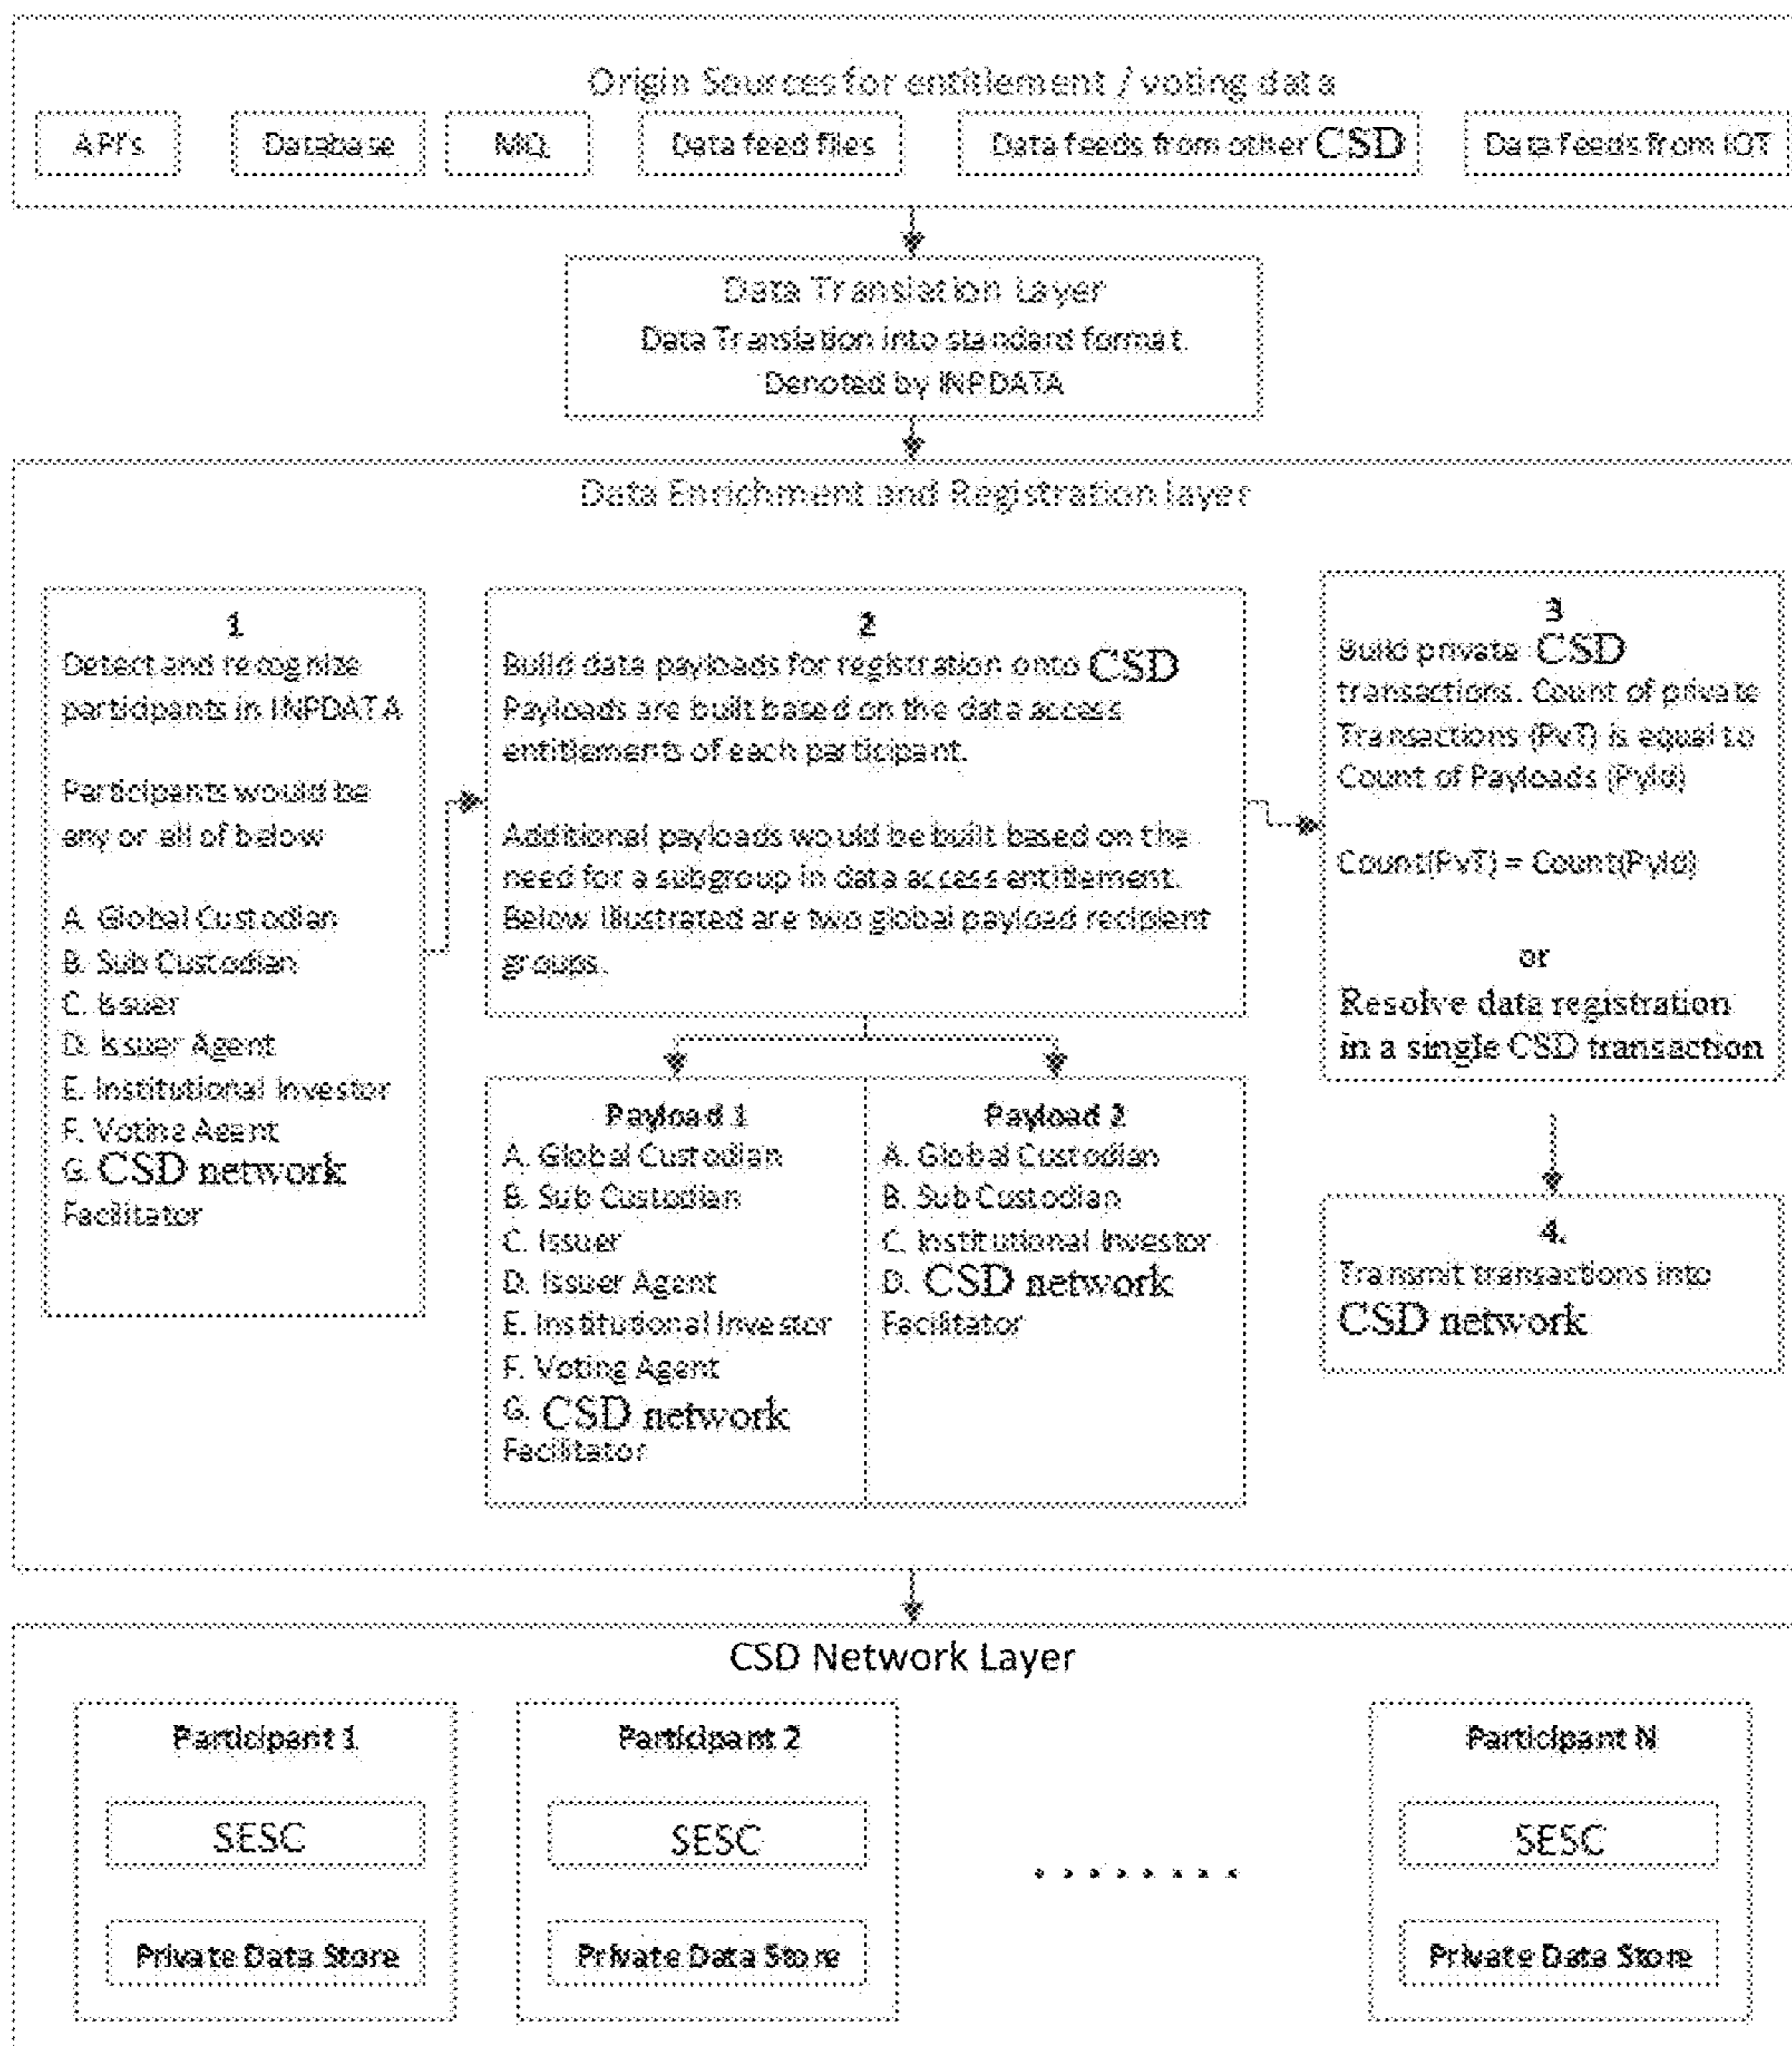 Origin Sources for entitlement / voting data
API's
Database
MQ
Data feed files
Data feeds from other CSD
Data feeds from IOT
Data Translation Layer
Data Translation into standard format.
Denoted by INPDATA
Data Enrichment and Registration layer
1
Detect and recognize
participants in INPDATA
Participants would be
any or all of below
A. Global Custodian
B. Sub Custodian
C. Issuer
D. Issuer Agent
E. Institutional Investor
F. Voting Agent
G. CSD network
Facilitator
2
Build data payloads for registration onto CSD
Payloads are built based on the data access
entitlements of each participant.
Additional payloads would be built based on the
need for a subgroup in data access entitlement.
Below illustrated are two global payload recipient
groups.
Payload 1
A. Global Custodian
B. Sub Custodian
C. Issuer
D. Issuer Agent
E. Institutional Investor
F. Voting Agent
G. CSD network
Facilitator
Payload 2
A. Global Custodian
B. Sub Custodian
C. Institutional Investor
D. CSD network
Facilitator
3
Build private CSD
transactions. Count of private
Transactions (PvT) is equal to
Count of Payloads (Pyld)
Count(PvT) = Count(Pyld)
or
Resolve data registration
in a single CSD transaction
4.
Transmit transactions into
CSD network
CSD Network Layer
Participant 1
SESC
Private Data Store
Participant 2
SESC
Private Data Store
. . . . . . . .
Participant N
SESC
Private Data Store